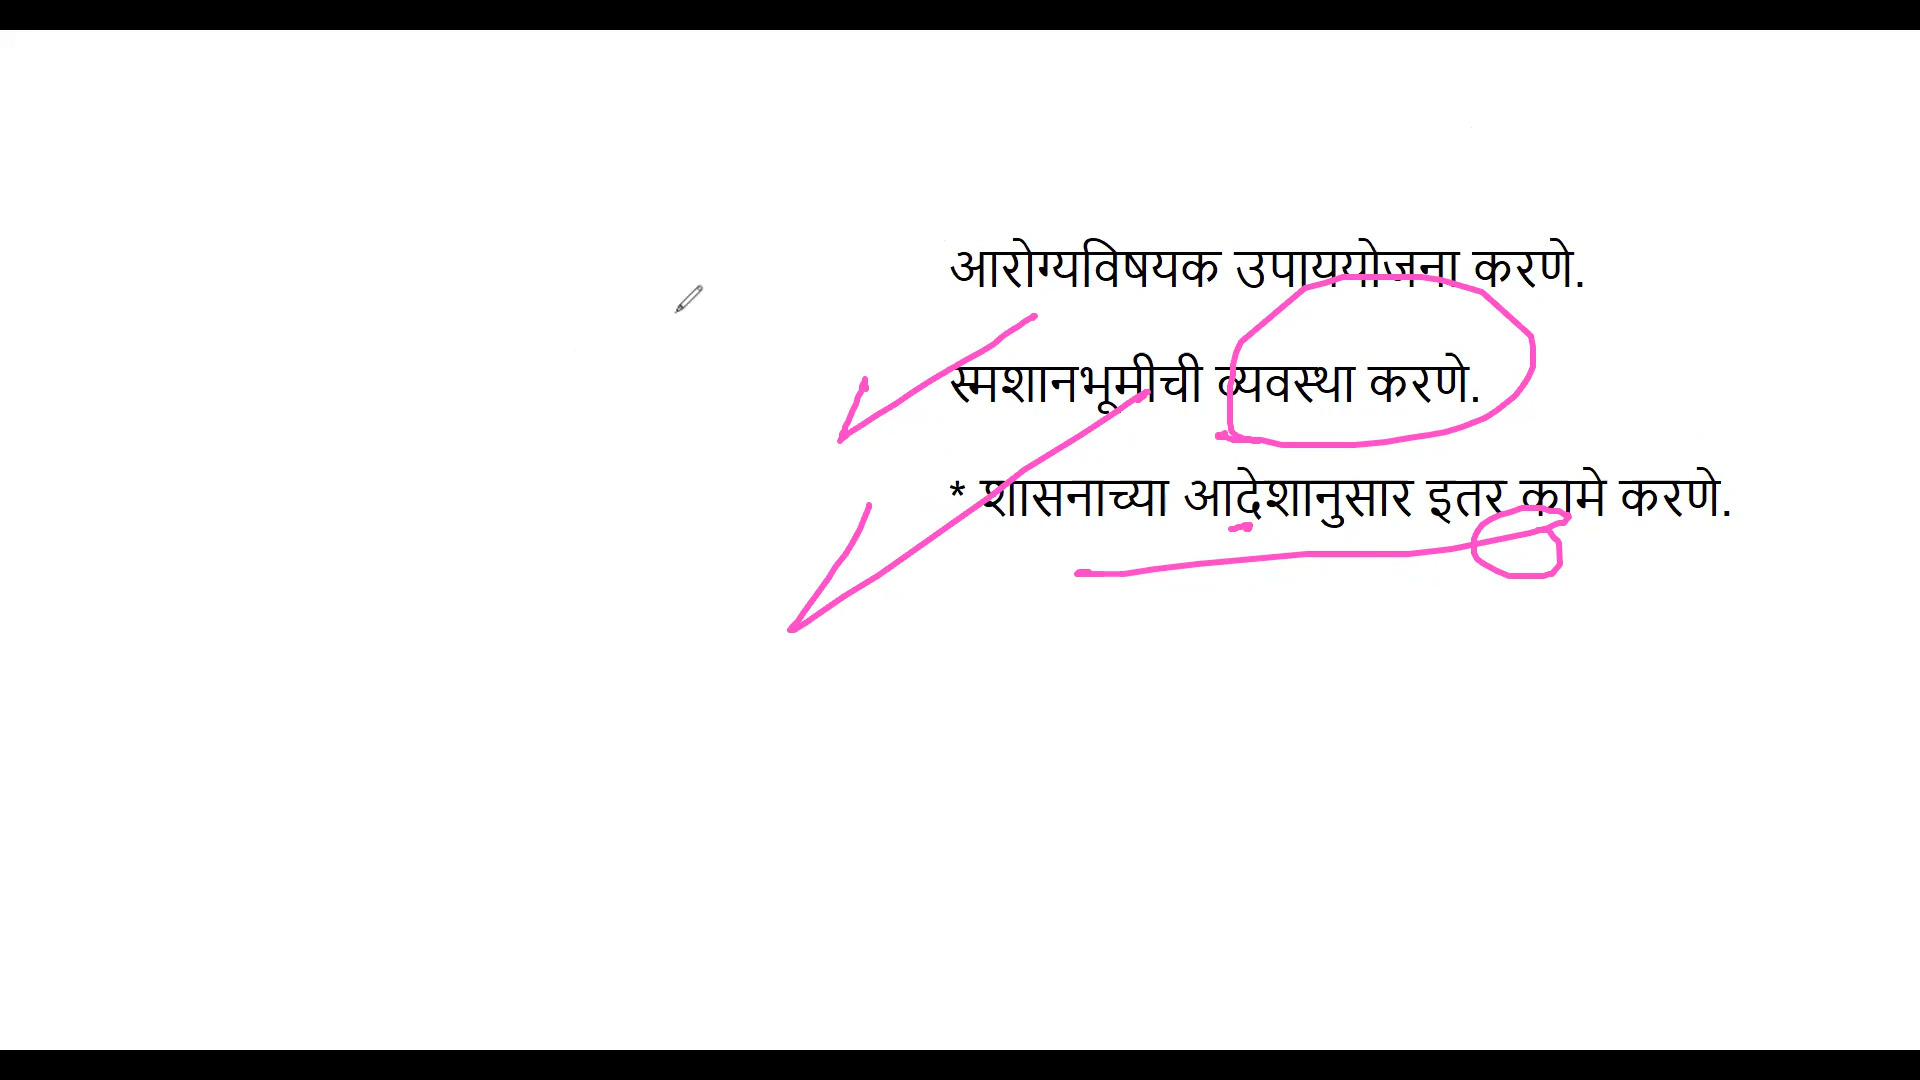 आरोग्यविषयक उपाययोजना करणे.
स्मशानभूमीची व्यवस्था करणे.
* शासनाच्या आदेशानुसार इतर कामे करणे.